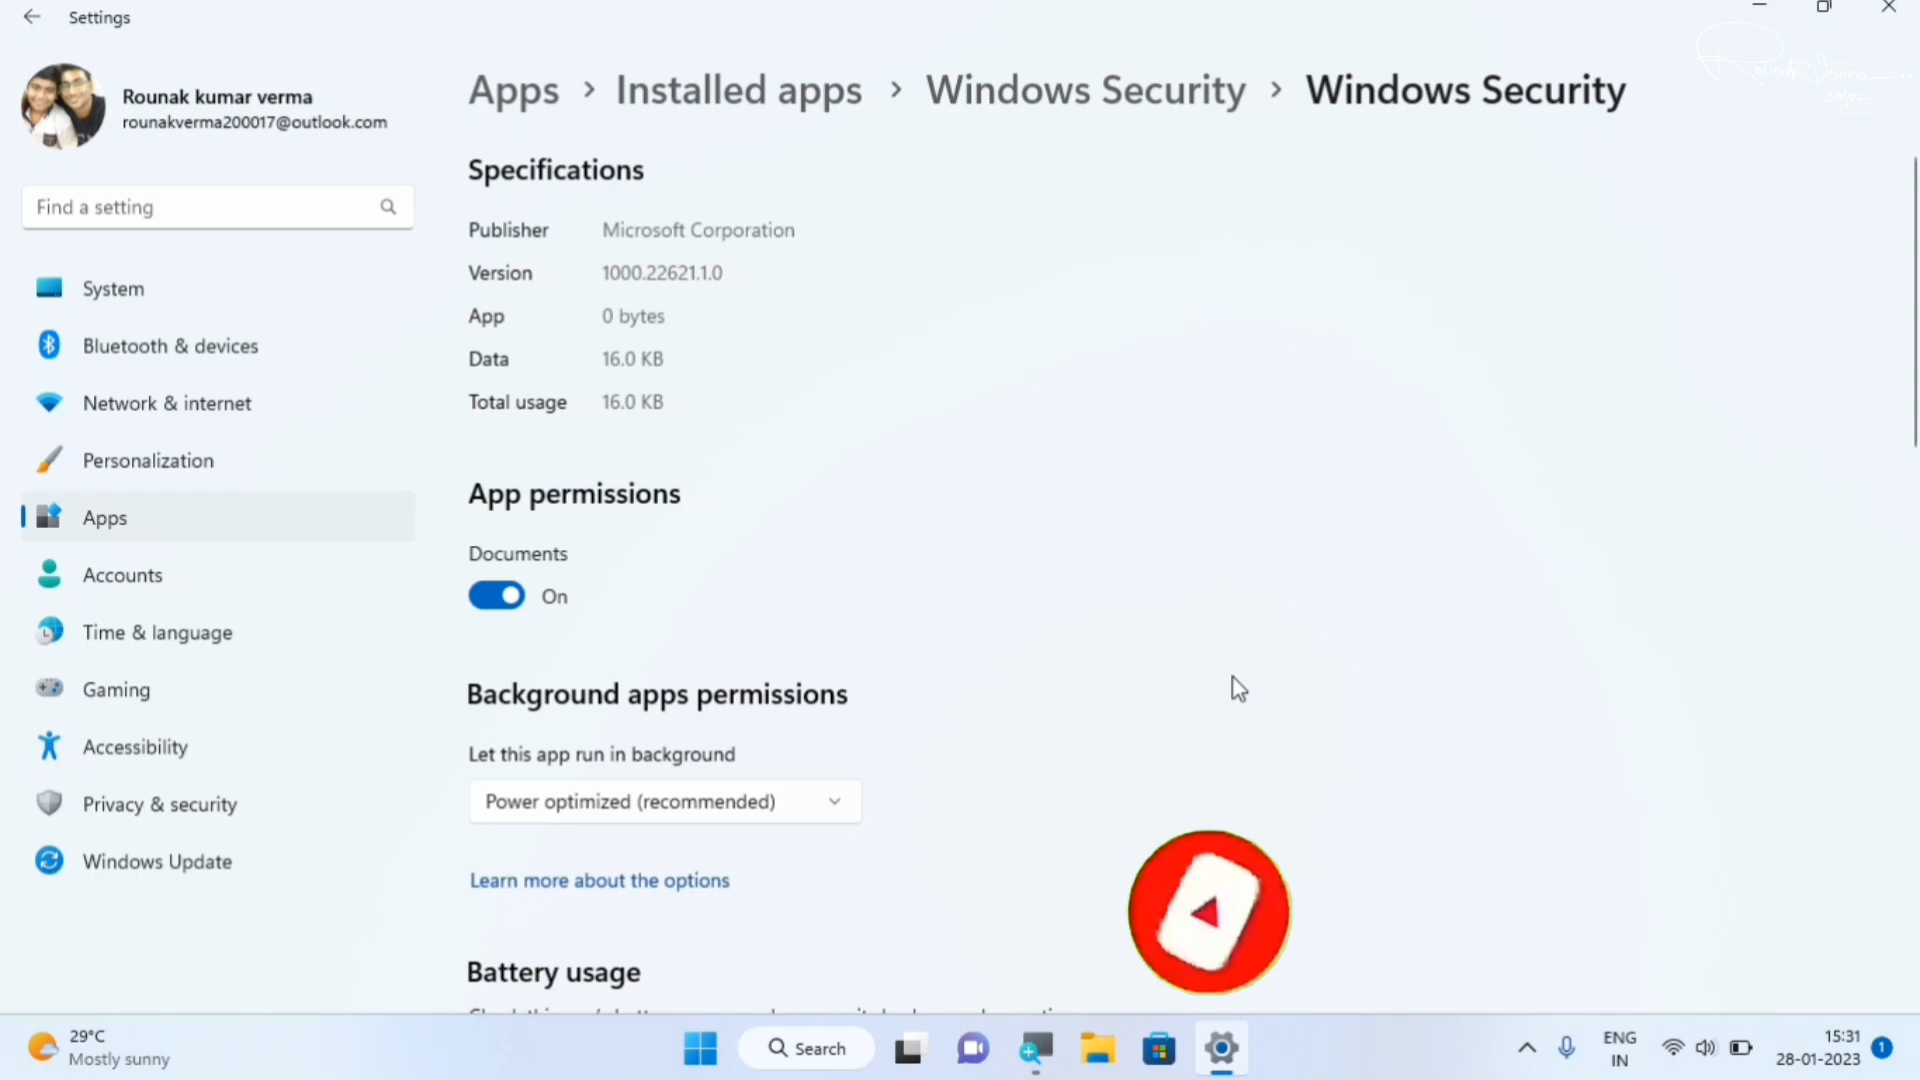 Settings
Rounak kumar verma
rounakverma200017@outlook.com
Find a setting
System
Bluetooth & devices
Network & internet
Personalization
Apps
Accounts
Time & language
Gaming
Accessibility
Privacy & security
Windows Update
Apps > Installed apps > Windows Security > Windows Security
Specifications
Publisher Microsoft Corporation
Version 1000.22621.1.0
App 0 bytes
Data 16.0 KB
Total usage 16.0 KB
App permissions
Documents
On
Background apps permissions
Let this app run in background
Power optimized (recommended)
Learn more about the options
Battery usage
29°C
Mostly sunny
Search
ENG
IN
15:31
28-01-2023
1